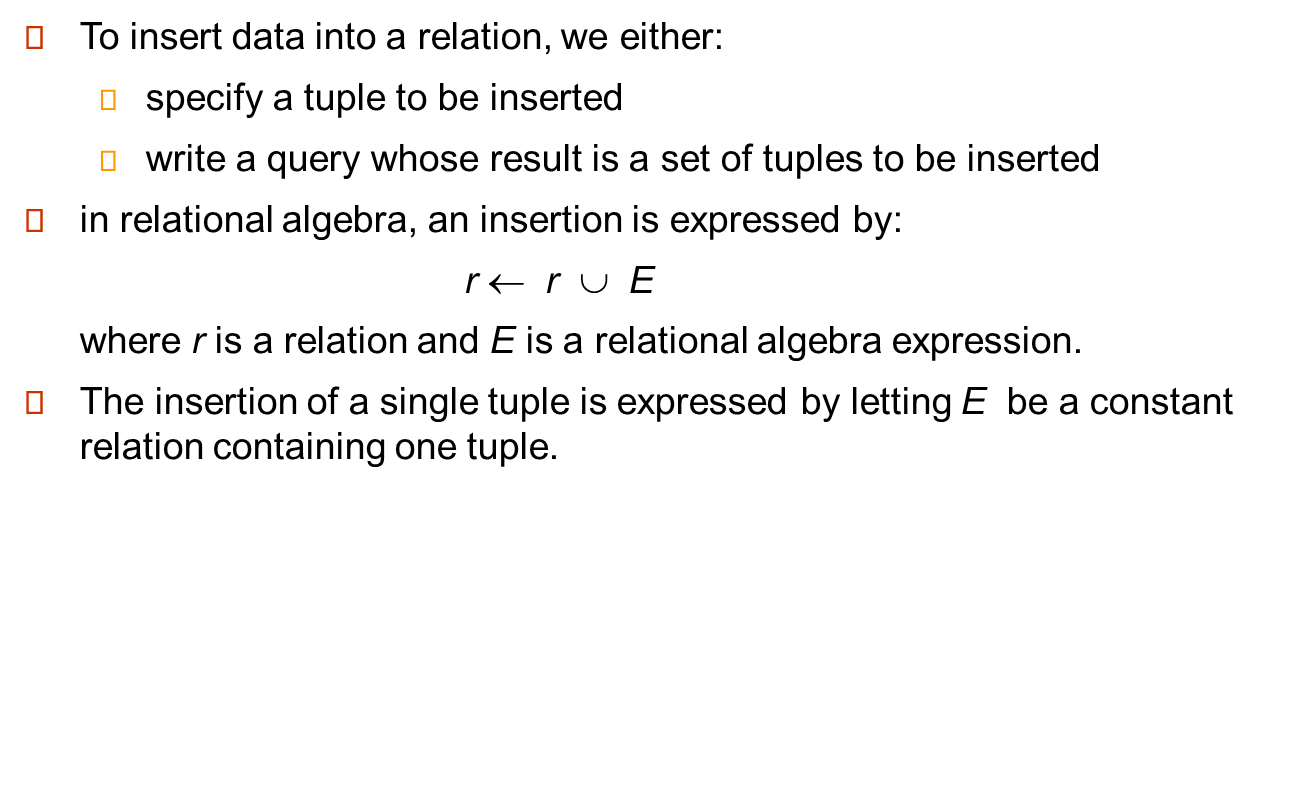 To insert data into a relation, we either:
specify a tuple to be inserted
write a query whose result is a set of tuples to be inserted
in relational algebra, an insertion is expressed by:
r ← r ∪ E
where r is a relation and E is a relational algebra expression.
The insertion of a single tuple is expressed by letting E be a constant
relation containing one tuple.